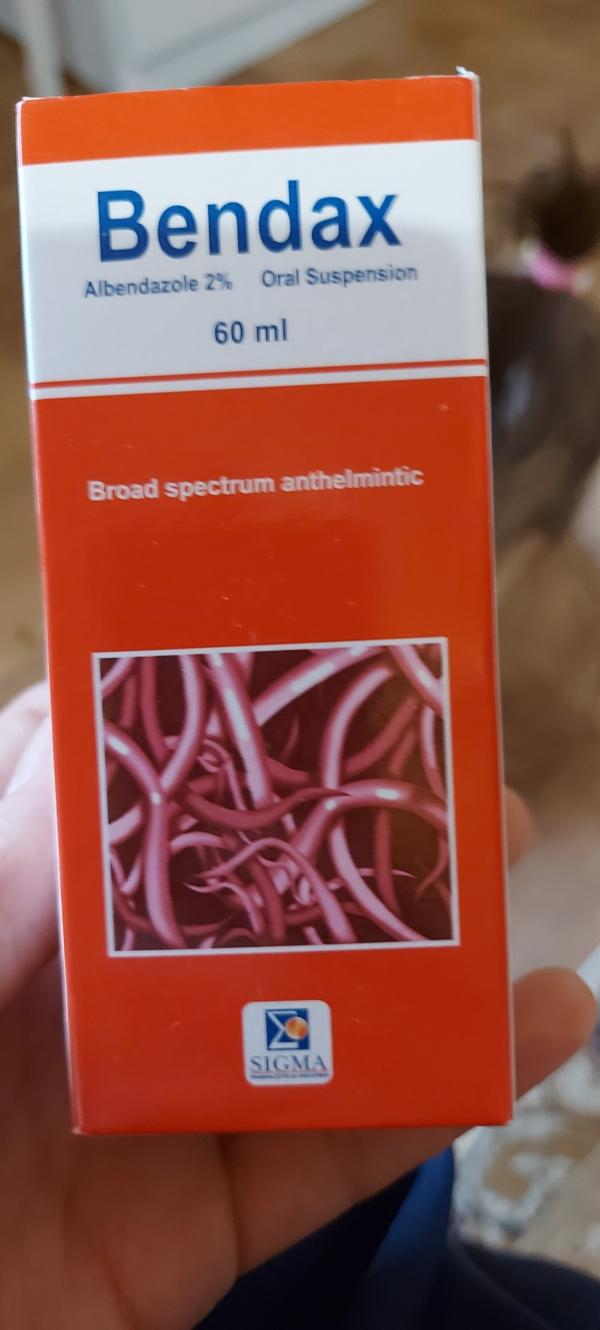 Bendax
Albendazole 2% Oral Suspension
60 ml
Broad spectrum anthelmintic
SIGMA